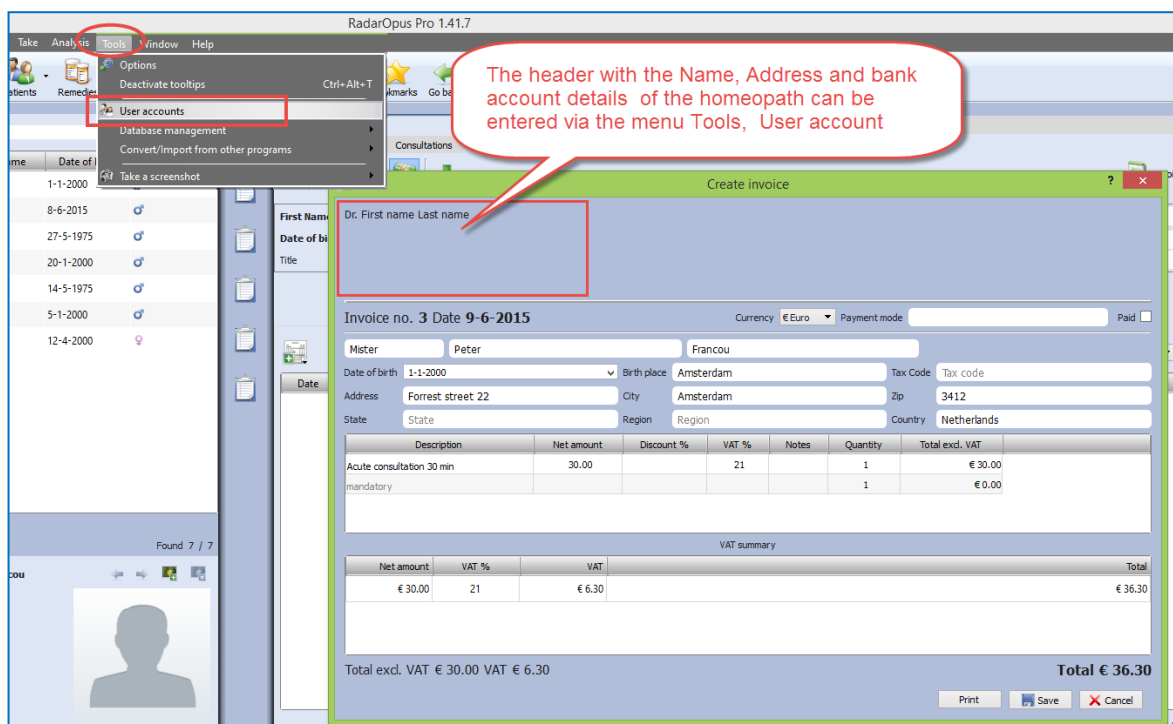 RadarOpus Pro 1.41.7
Take Analysis Tools Window Help
Options
Deactivate tooltips Ctrl+Alt+T
User accounts
Database management
Convert/Import from other programs
Take a screenshot
The header with the Name, Address and bank
account details of the homeopath can be
entered via the menu Tools, User account
Consultations
Date of
1-1-2000
8-6-2015
27-5-1975
20-1-2000
14-5-1975
5-1-2000
12-4-2000
First Name
Date of bi
Title
Date
Found 7 / 7
Create invoice ?
Dr. First name Last name
Invoice no. 3 Date 9-6-2015 Currency € Euro Payment mode Paid
Mister Peter Francou
Date of birth 1-1-2000 Birth place Amsterdam Tax Code Tax code
Address Forrest street 22 City Amsterdam Zip 3412
State State Region Region Country Netherlands
Description Net amount Discount % VAT % Notes Quantity Total excl. VAT
Acute consultation 30 min 30.00 21 1 € 30.00
mandatory 1 € 0.00
VAT summary
Net amount VAT % VAT Total
€ 30.00 21 € 6.30 € 36.30
Total excl. VAT € 30.00 VAT € 6.30 Total € 36.30
Print Save Cancel